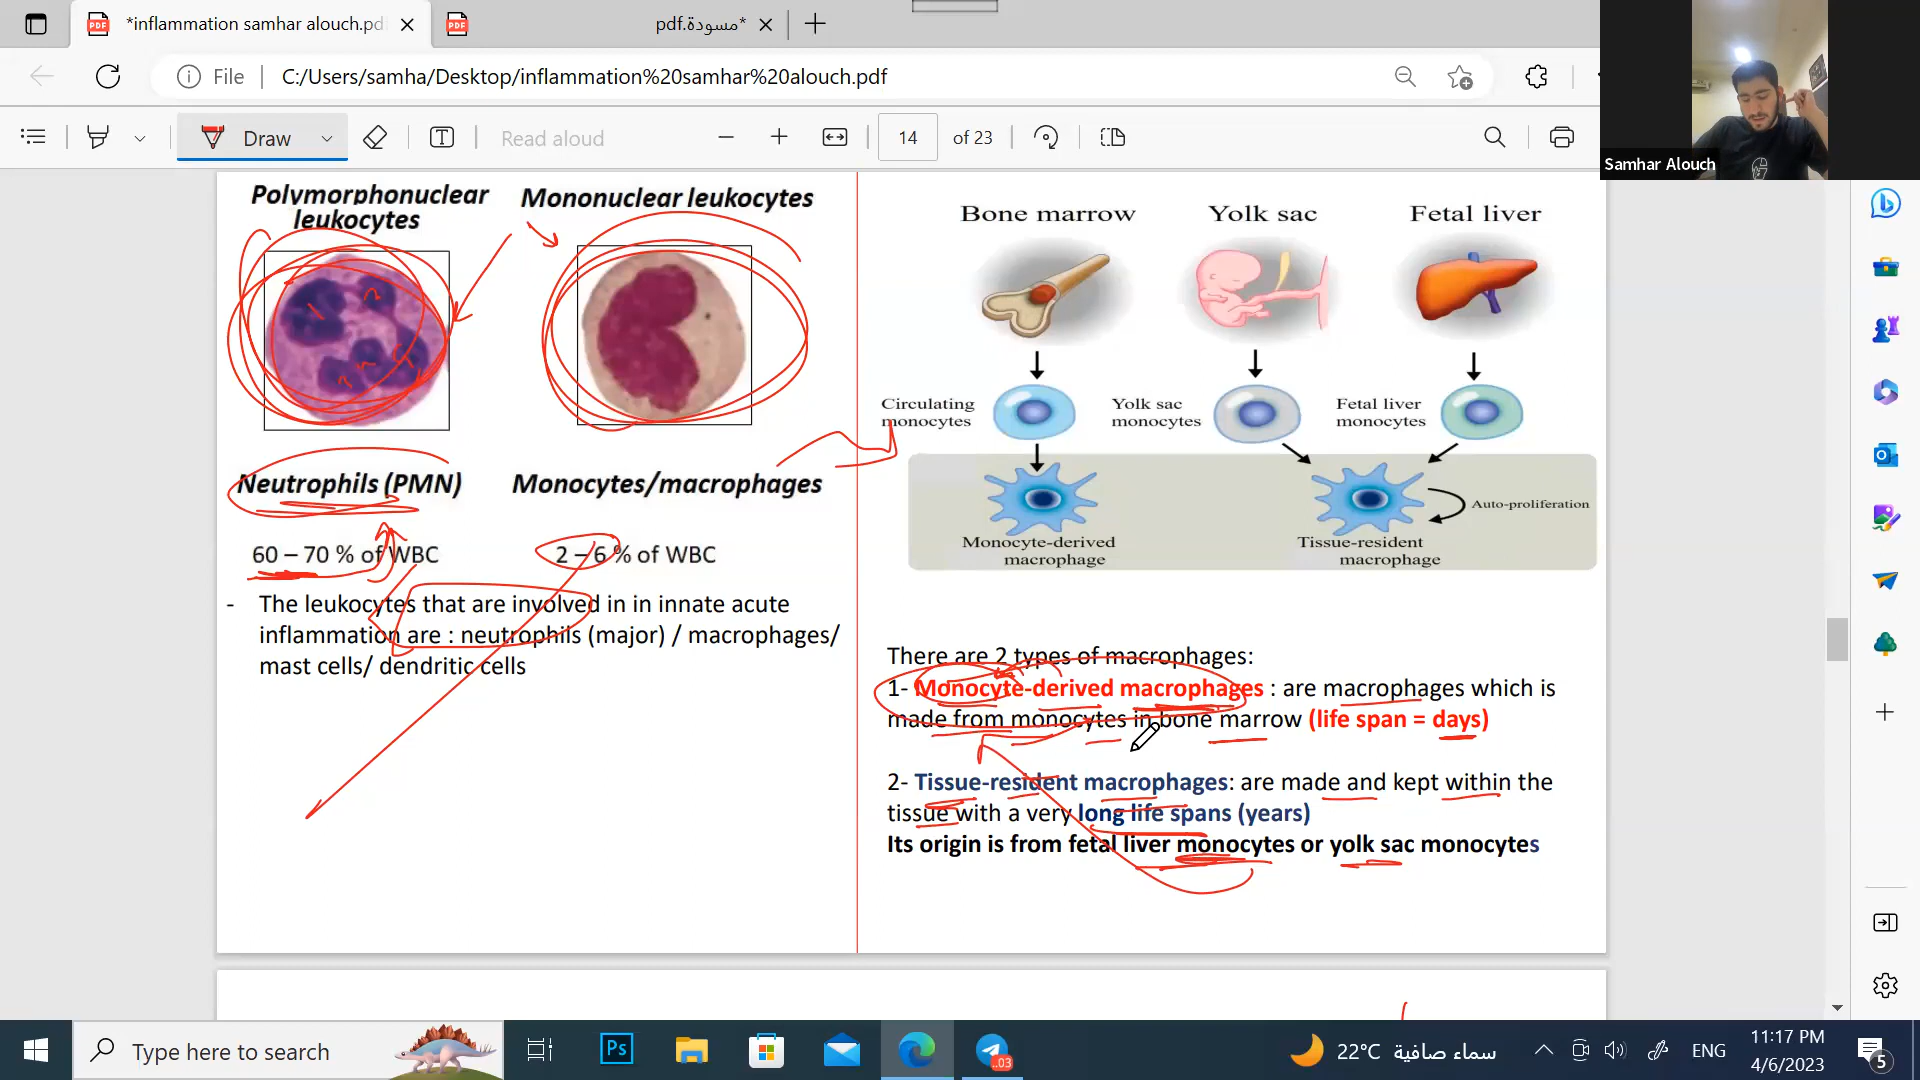 *inflammation samhar alouch.pd
*مسودة.pdf
File
C:/Users/samha/Desktop/inflammation%20samhar%20alouch.pdf
Draw
Read aloud
14
of 23
Samhar Alouch
Polymorphonuclear
leukocytes
Mononuclear leukocytes
Neutrophils (PMN)
Monocytes/macrophages
60 – 70 % of WBC
2 – 6 % of WBC
- The leukocytes that are involved in in innate acute
inflammation are : neutrophils (major) / macrophages/
mast cells/ dendritic cells
Bone marrow
Yolk sac
Fetal liver
Circulating
monocytes
Yolk sac
monocytes
Fetal liver
monocytes
Auto-proliferation
Monocyte-derived
macrophage
Tissue-resident
macrophage
There are 2 types of macrophages:
1- Monocyte-derived macrophages : are macrophages which is
made from monocytes in bone marrow (life span = days)
2- Tissue-resident macrophages: are made and kept within the
tissue with a very long life spans (years)
Its origin is from fetal liver monocytes or yolk sac monocytes
Type here to search
Ps
..03
22°C
سماء صافية
ENG
11:17 PM
4/6/2023
5